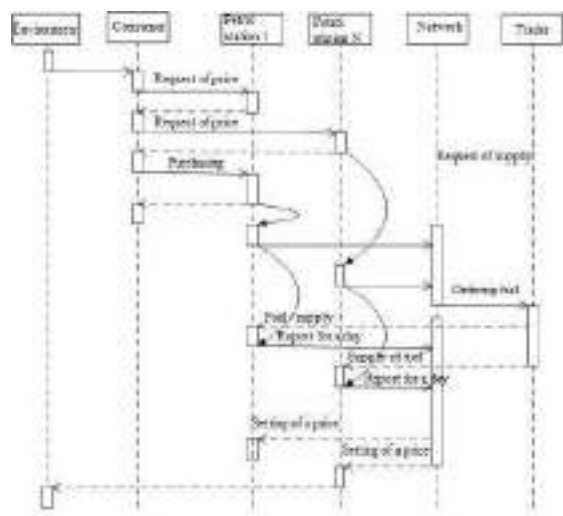 Environment
Consumer
Petrol
station 1
Petrol
station N
Network
Trader
Request of price
Request of price
Request of supply
Purchasing
Ordering fuel
Fuel supply
Report for a day
Supply of fuel
Report for a day
Setting of a price
Setting of a price